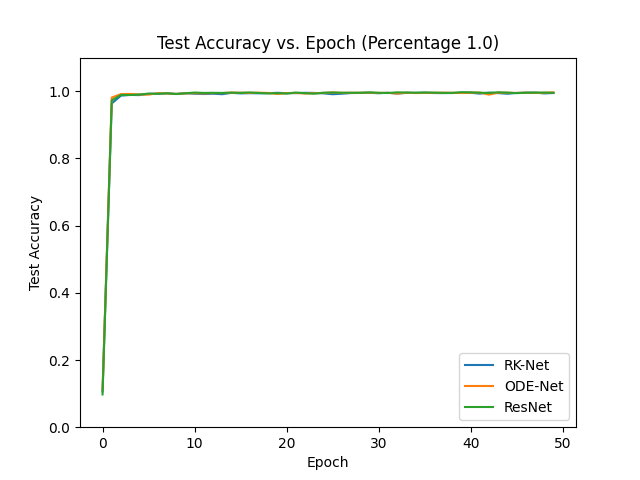 Test Accuracy vs. Epoch (Percentage 1.0)
1.0
0.8
0.6
0.4
0.2
0.0
Test Accuracy
RK-Net
ODE-Net
ResNet
0 10 20 30 40 50
Epoch